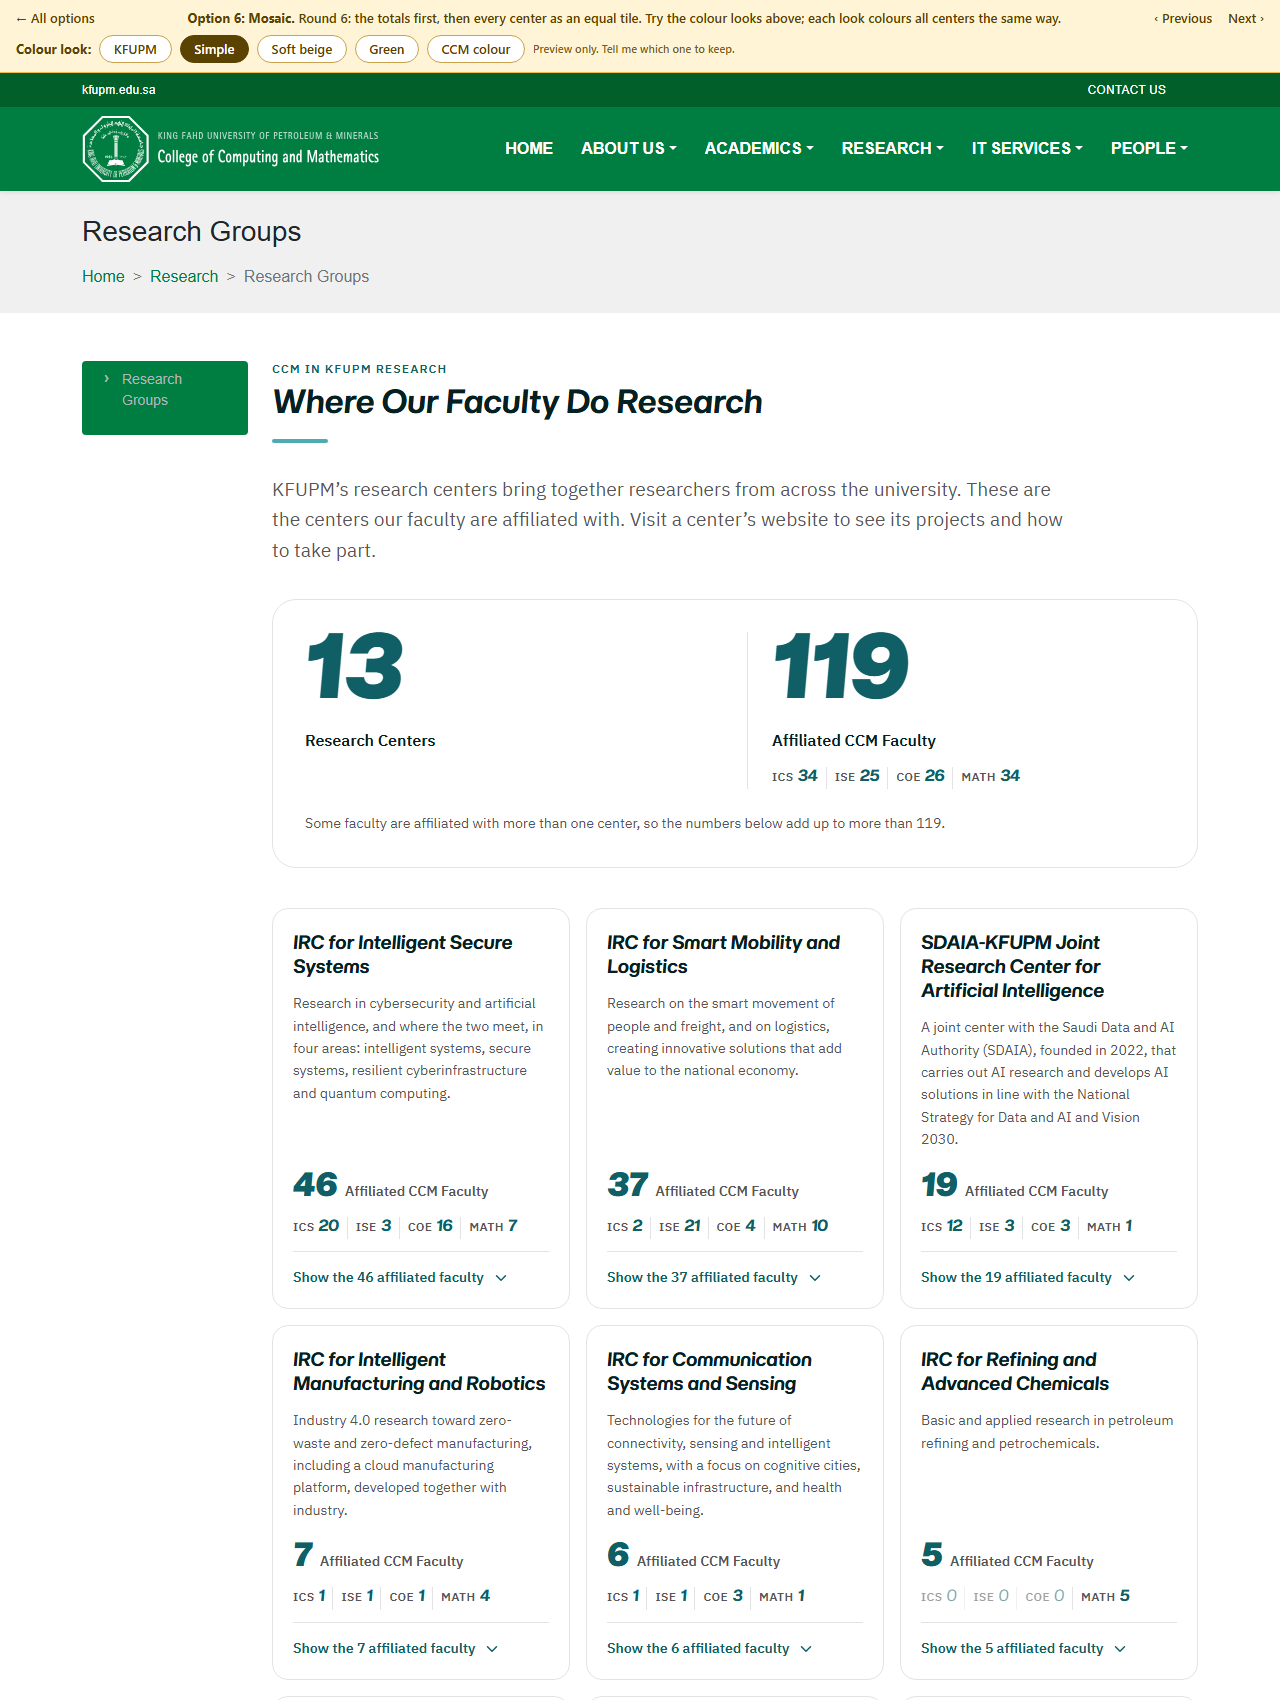 ← All options
Option 6: Mosaic. Round 6: the totals first, then every center as an equal tile. Try the colour looks above; each look colours all centers the same way.
‹ Previous Next ›
Colour look: KFUPM Simple Soft beige Green CCM colour Preview only. Tell me which one to keep.
kfupm.edu.sa
CONTACT US
KING FAHD UNIVERSITY OF PETROLEUM & MINERALS
College of Computing and Mathematics
HOME ABOUT US ACADEMICS RESEARCH IT SERVICES PEOPLE
Research Groups
Home > Research > Research Groups
› Research
Groups
CCM IN KFUPM RESEARCH
Where Our Faculty Do Research
KFUPM’s research centers bring together researchers from across the university. These are
the centers our faculty are affiliated with. Visit a center’s website to see its projects and how
to take part.
13
Research Centers
119
Affiliated CCM Faculty
ICS 34 ISE 25 COE 26 MATH 34
Some faculty are affiliated with more than one center, so the numbers below add up to more than 119.
IRC for Intelligent Secure
Systems
Research in cybersecurity and artificial
intelligence, and where the two meet, in
four areas: intelligent systems, secure
systems, resilient cyberinfrastructure
and quantum computing.
46 Affiliated CCM Faculty
ICS 20 ISE 3 COE 16 MATH 7
Show the 46 affiliated faculty
IRC for Smart Mobility and
Logistics
Research on the smart movement of
people and freight, and on logistics,
creating innovative solutions that add
value to the national economy.
37 Affiliated CCM Faculty
ICS 2 ISE 21 COE 4 MATH 10
Show the 37 affiliated faculty
SDAIA-KFUPM Joint
Research Center for
Artificial Intelligence
A joint center with the Saudi Data and AI
Authority (SDAIA), founded in 2022, that
carries out AI research and develops AI
solutions in line with the National
Strategy for Data and AI and Vision
2030.
19 Affiliated CCM Faculty
ICS 12 ISE 3 COE 3 MATH 1
Show the 19 affiliated faculty
IRC for Intelligent
Manufacturing and Robotics
Industry 4.0 research toward zero-
waste and zero-defect manufacturing,
including a cloud manufacturing
platform, developed together with
industry.
7 Affiliated CCM Faculty
ICS 1 ISE 1 COE 1 MATH 4
Show the 7 affiliated faculty
IRC for Communication
Systems and Sensing
Technologies for the future of
connectivity, sensing and intelligent
systems, with a focus on cognitive cities,
sustainable infrastructure, and health
and well-being.
6 Affiliated CCM Faculty
ICS 1 ISE 1 COE 3 MATH 1
Show the 6 affiliated faculty
IRC for Refining and
Advanced Chemicals
Basic and applied research in petroleum
refining and petrochemicals.
5 Affiliated CCM Faculty
ICS 0 ISE 0 COE 0 MATH 5
Show the 5 affiliated faculty